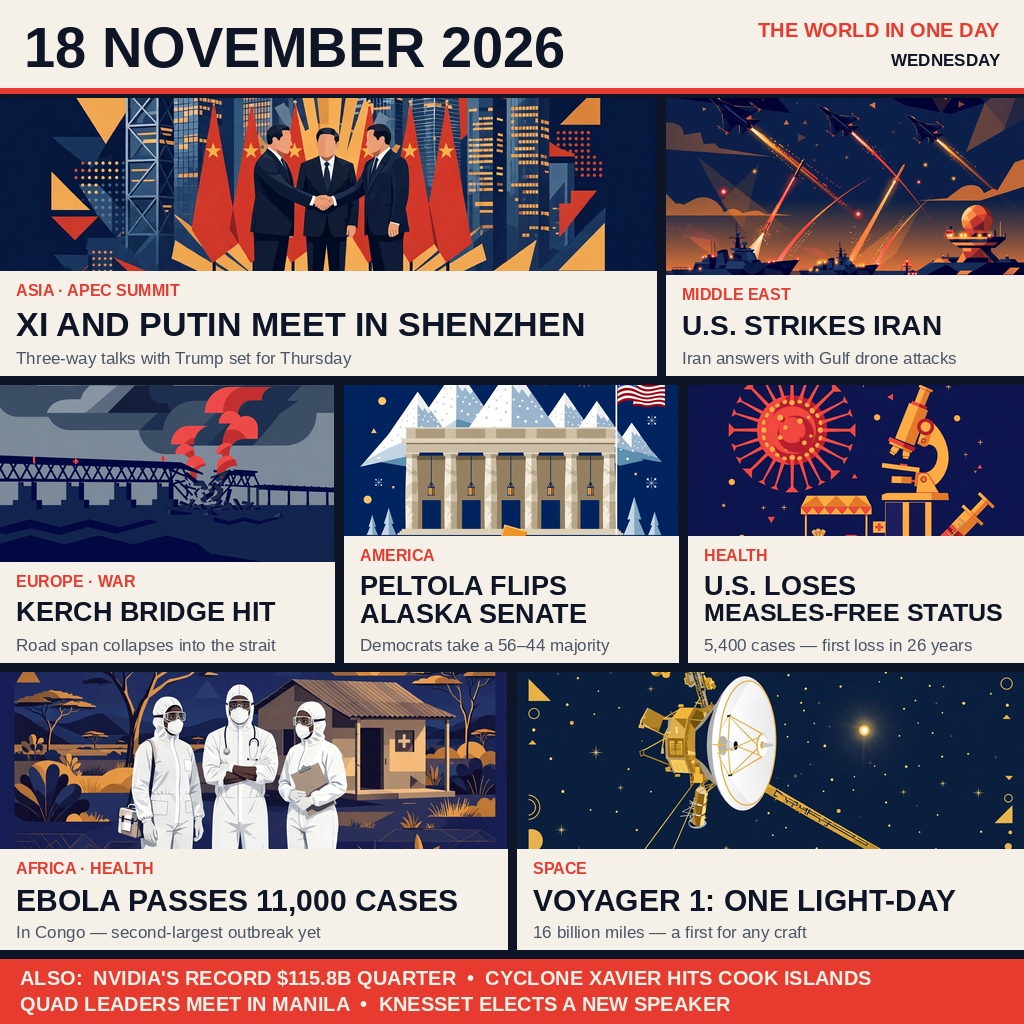 18 NOVEMBER 2026
THE WORLD IN ONE DAY
WEDNESDAY
ASIA · APEC SUMMIT
XI AND PUTIN MEET IN SHENZHEN
Three-way talks with Trump set for Thursday
MIDDLE EAST
U.S. STRIKES IRAN
Iran answers with Gulf drone attacks
EUROPE · WAR
KERCH BRIDGE HIT
Road span collapses into the strait
AMERICA
PELTOLA FLIPS
ALASKA SENATE
Democrats take a 56–44 majority
HEALTH
U.S. LOSES
MEASLES-FREE STATUS
5,400 cases — first loss in 26 years
AFRICA · HEALTH
EBOLA PASSES 11,000 CASES
In Congo — second-largest outbreak yet
SPACE
VOYAGER 1: ONE LIGHT-DAY
16 billion miles — a first for any craft
ALSO: NVIDIA'S RECORD $115.8B QUARTER • CYCLONE XAVIER HITS COOK ISLANDS
QUAD LEADERS MEET IN MANILA • KNESSET ELECTS A NEW SPEAKER